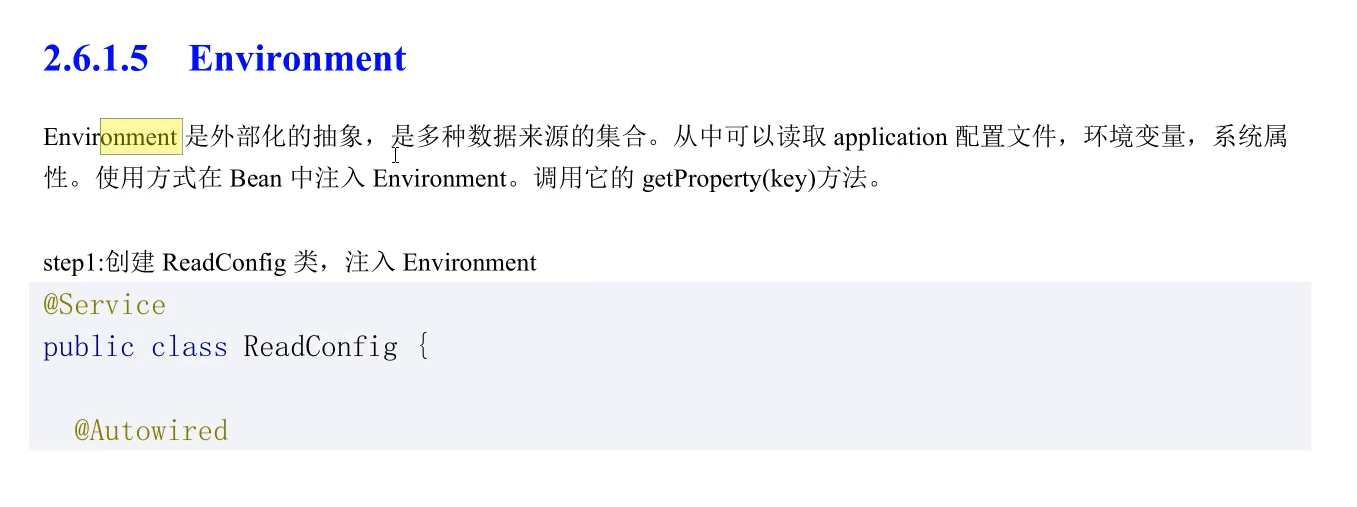 2.6.1.5 Environment
Environment 是外部化的抽象，是多种数据来源的集合。从中可以读取 application 配置文件，环境变量，系统属
性。使用方式在 Bean 中注入 Environment。调用它的 getProperty(key)方法。
step1:创建 ReadConfig 类，注入 Environment
@Service
public class ReadConfig {
@Autowired